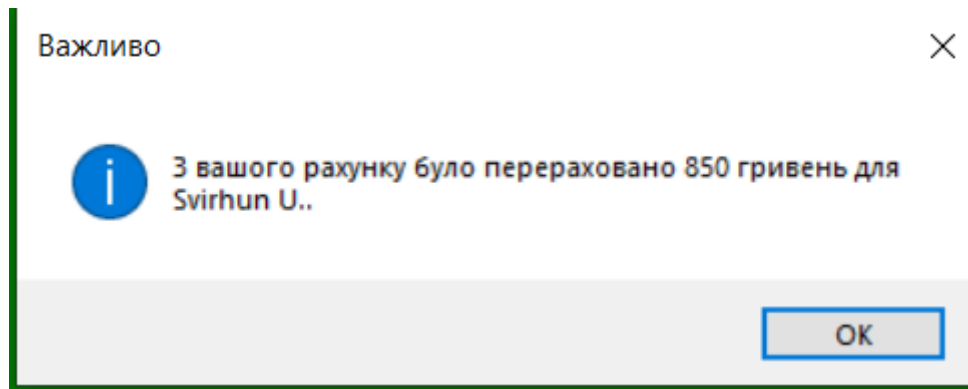 Важливо
З вашого рахунку було перераховано 850 гривень для
Svirhun U..
OK